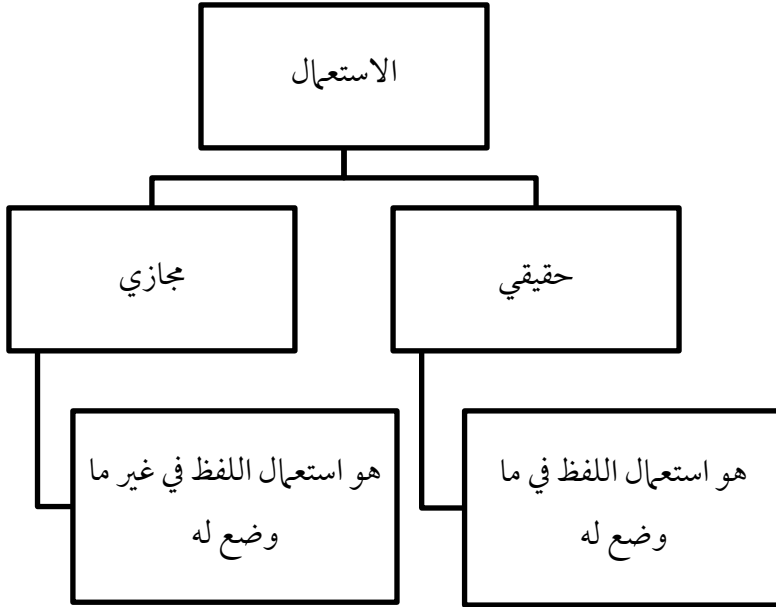 الاستعمال
حقيقي
مجازي
هو استعمال اللفظ في ما
وضع له
هو استعمال اللفظ في غير ما
وضع له